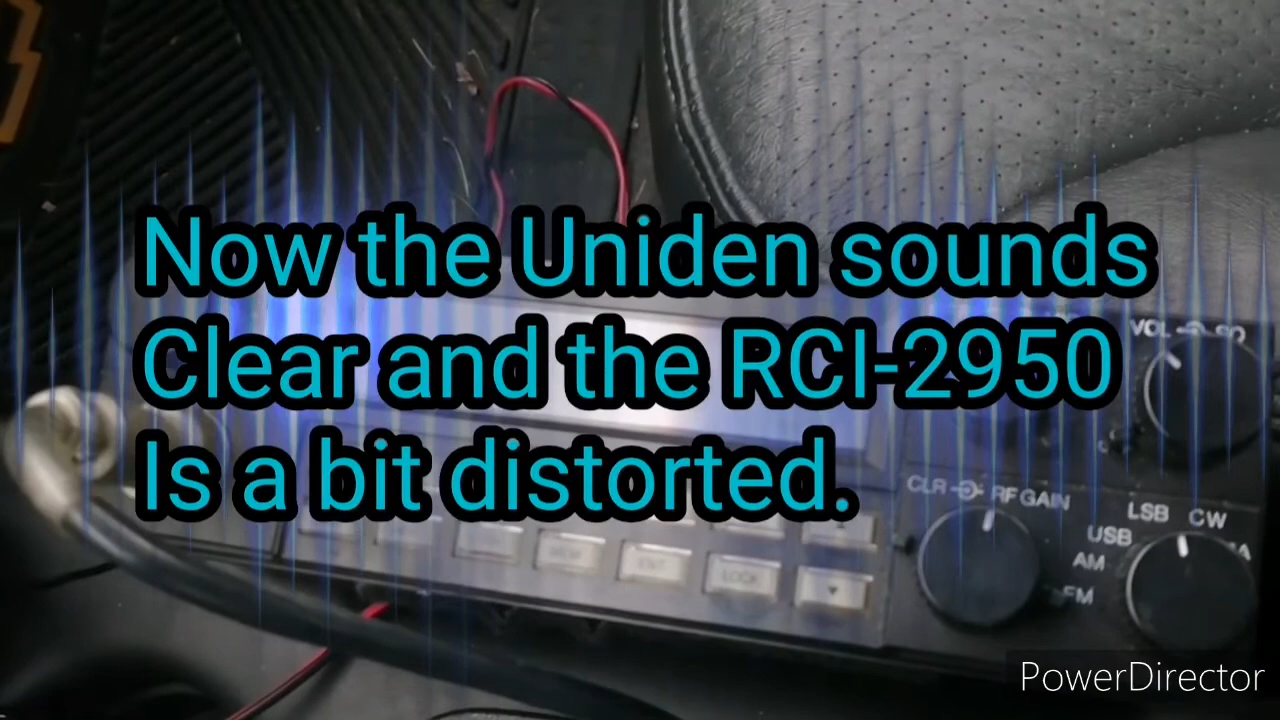 Now the Uniden sounds
Clear and the RCI-2950
Is a bit distorted.
VOL
CLR RF GAIN
LSB CW
USB
AM
FM
LOCK
PowerDirector